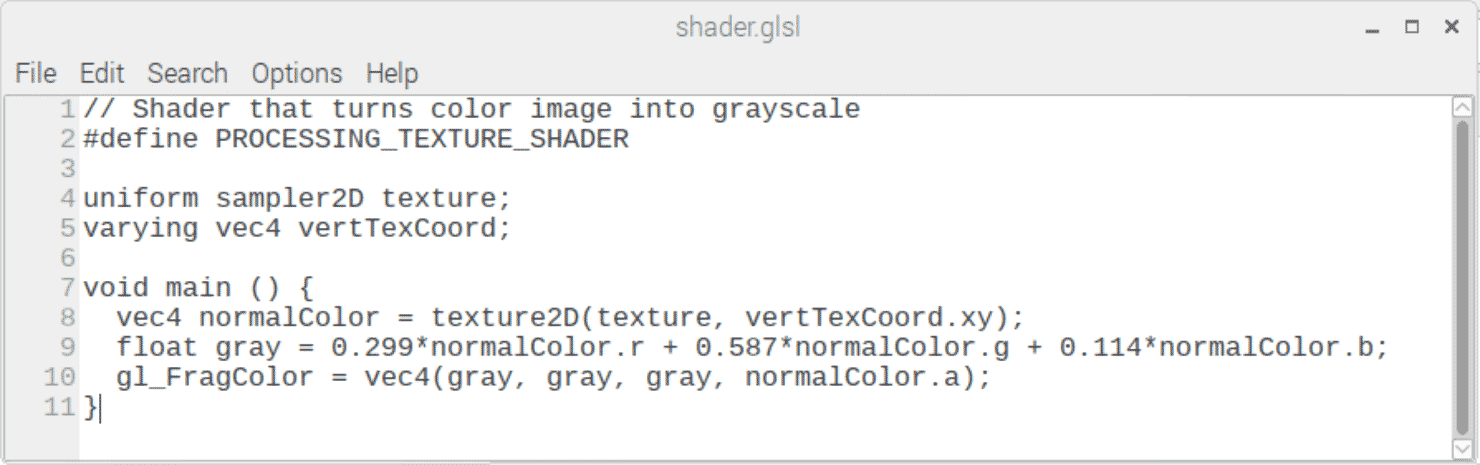 shader.glsl
File Edit Search Options Help
1 // Shader that turns color image into grayscale
2 #define PROCESSING_TEXTURE_SHADER
3
4 uniform sampler2D texture;
5 varying vec4 vertTexCoord;
6
7 void main () {
8   vec4 normalColor = texture2D(texture, vertTexCoord.xy);
9   float gray = 0.299*normalColor.r + 0.587*normalColor.g + 0.114*normalColor.b;
10   gl_FragColor = vec4(gray, gray, gray, normalColor.a);
11 }